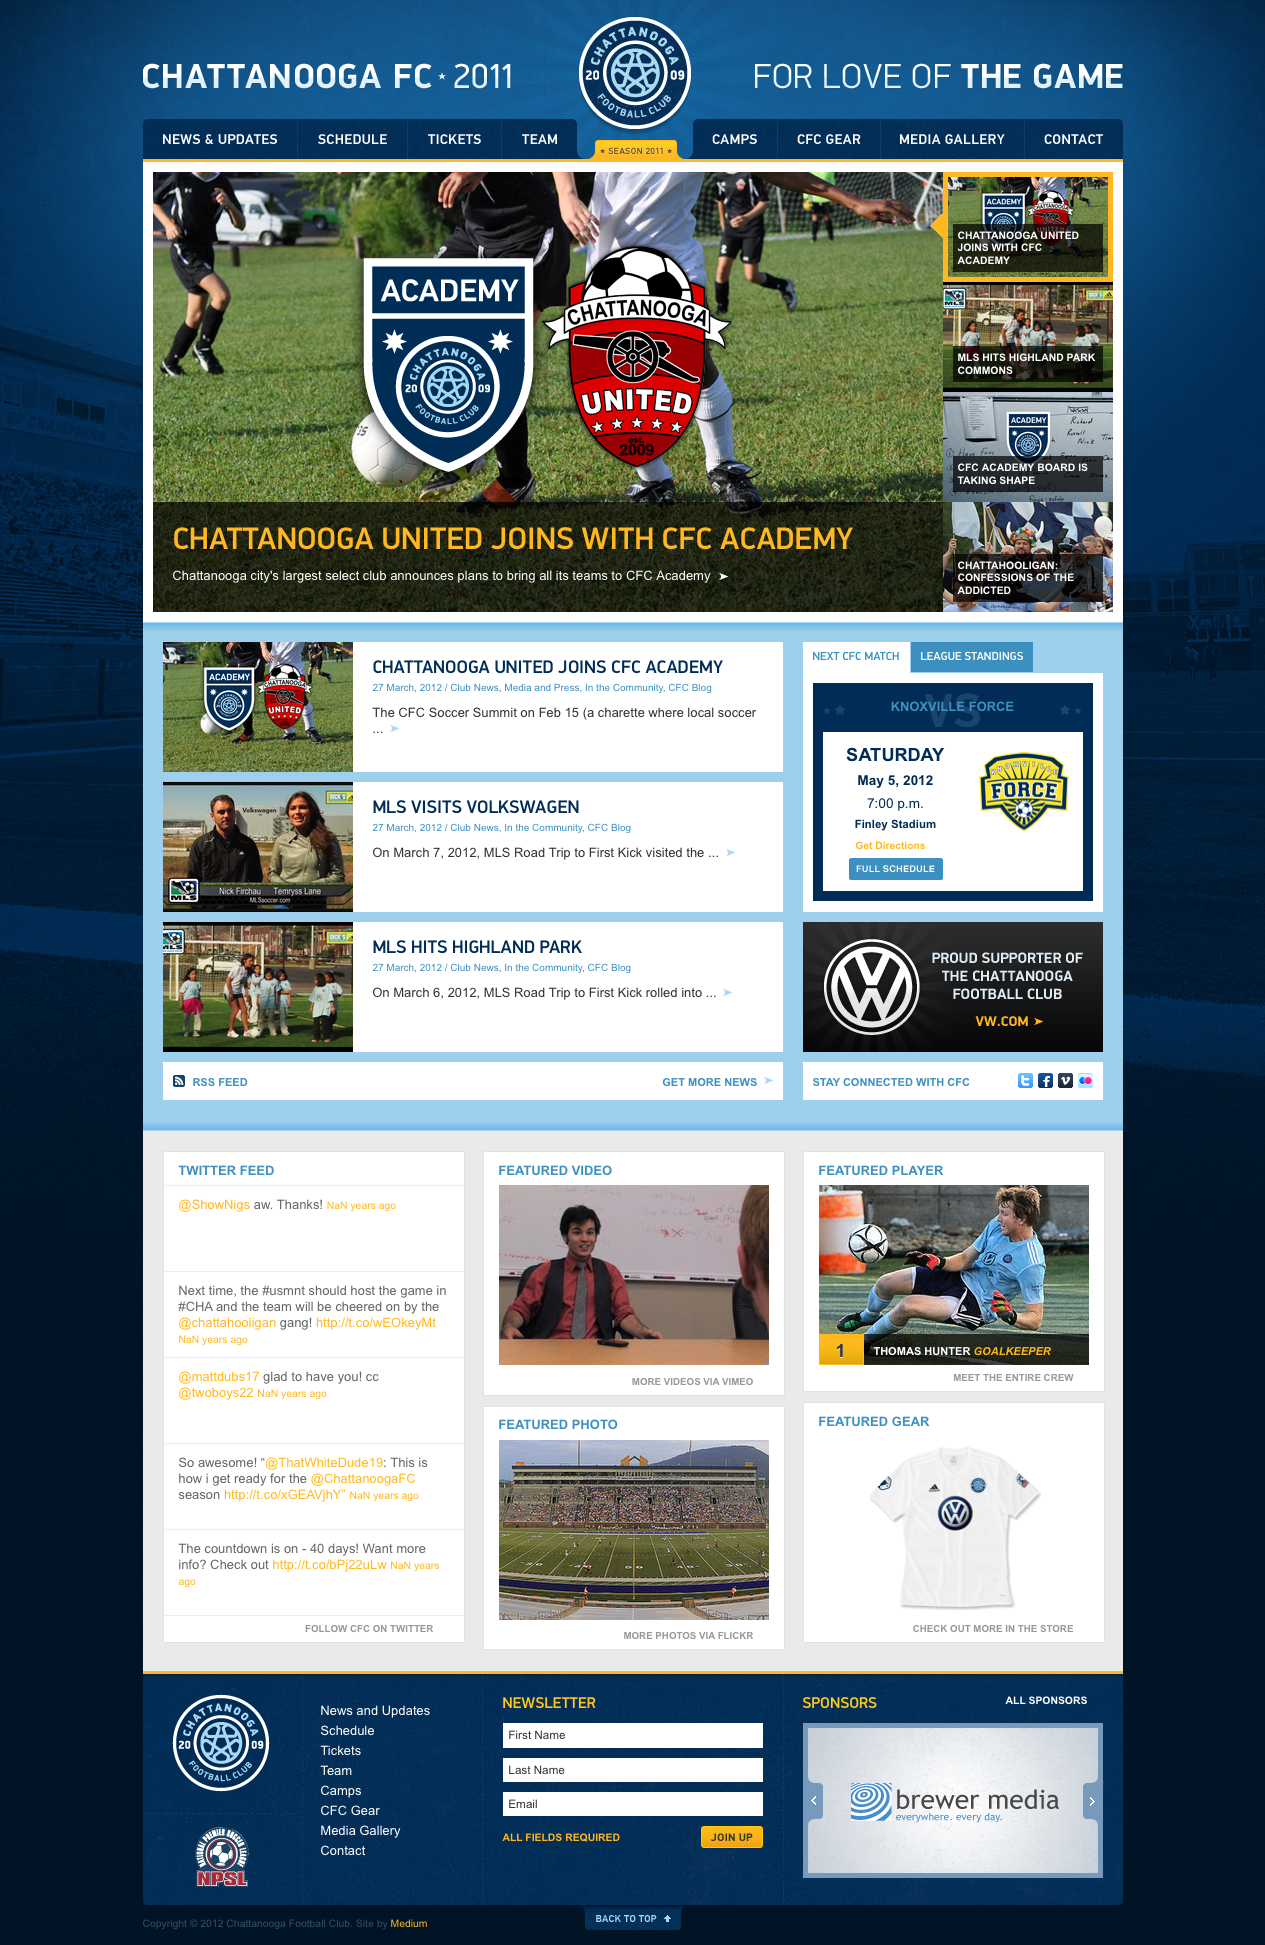 CHATTANOOGA FC ★ 2011
CHATTANOOGA
20 09
FOOTBALL CLUB
FOR LOVE OF THE GAME
NEWS & UPDATES
SCHEDULE
TICKETS
TEAM
★ SEASON 2011 ★
CAMPS
CFC GEAR
MEDIA GALLERY
CONTACT
ACADEMY
CHATTANOOGA
20 09
FOOTBALL CLUB
CHATTANOOGA
UNITED
est.
2009
CHATTANOOGA UNITED JOINS WITH CFC ACADEMY
Chattanooga city's largest select club announces plans to bring all its teams to CFC Academy
ACADEMY
CHATTANOOGA UNITED
JOINS WITH CFC
ACADEMY
MLS
MLS HITS HIGHLAND PARK
COMMONS
ACADEMY
CFC ACADEMY BOARD IS
TAKING SHAPE
CHATTAHOOLIGAN:
CONFESSIONS OF THE
ADDICTED
ACADEMY
CHATTANOOGA
UNITED
CHATTANOOGA UNITED JOINS CFC ACADEMY
27 March, 2012 / Club News, Media and Press, In the Community, CFC Blog
The CFC Soccer Summit on Feb 15 (a charette where local soccer
...
Volkswagen
DICK'S
MLS
Nick Firchau Temryss Lane
MLSsoccer.com
MLS VISITS VOLKSWAGEN
27 March, 2012 / Club News, In the Community, CFC Blog
On March 7, 2012, MLS Road Trip to First Kick visited the ...
MLS
DICK'S
MLS HITS HIGHLAND PARK
27 March, 2012 / Club News, In the Community, CFC Blog
On March 6, 2012, MLS Road Trip to First Kick rolled into ...
RSS FEED
GET MORE NEWS
NEXT CFC MATCH
LEAGUE STANDINGS
VS
KNOXVILLE FORCE
SATURDAY
May 5, 2012
7:00 p.m.
Finley Stadium
Get Directions
FULL SCHEDULE
KNOXVILLE
FORCE
PROUD SUPPORTER OF
THE CHATTANOOGA
FOOTBALL CLUB
VW.COM
STAY CONNECTED WITH CFC
TWITTER FEED
@ShowNigs aw. Thanks! NaN years ago
Next time, the #usmnt should host the game in
#CHA and the team will be cheered on by the
@chattahooligan gang! http://t.co/wEOkeyMt
NaN years ago
@mattdubs17 glad to have you! cc
@twoboys22 NaN years ago
So awesome! “@ThatWhiteDude19: This is
how i get ready for the @ChattanoogaFC
season http://t.co/xGEAVjhY” NaN years ago
The countdown is on - 40 days! Want more
info? Check out http://t.co/bPj22uLw NaN years
ago
FOLLOW CFC ON TWITTER
FEATURED VIDEO
MORE VIDEOS VIA VIMEO
FEATURED PHOTO
MORE PHOTOS VIA FLICKR
FEATURED PLAYER
1
THOMAS HUNTER GOALKEEPER
MEET THE ENTIRE CREW
FEATURED GEAR
CHECK OUT MORE IN THE STORE
CHATTANOOGA
20 09
FOOTBALL CLUB
NATIONAL PREMIER SOCCER LEAGUE
NPSL
News and Updates
Schedule
Tickets
Team
Camps
CFC Gear
Media Gallery
Contact
NEWSLETTER
First Name
Last Name
Email
ALL FIELDS REQUIRED
JOIN UP
SPONSORS
ALL SPONSORS
brewer media
everywhere. every day.
Copyright © 2012 Chattanooga Football Club. Site by Medium
BACK TO TOP